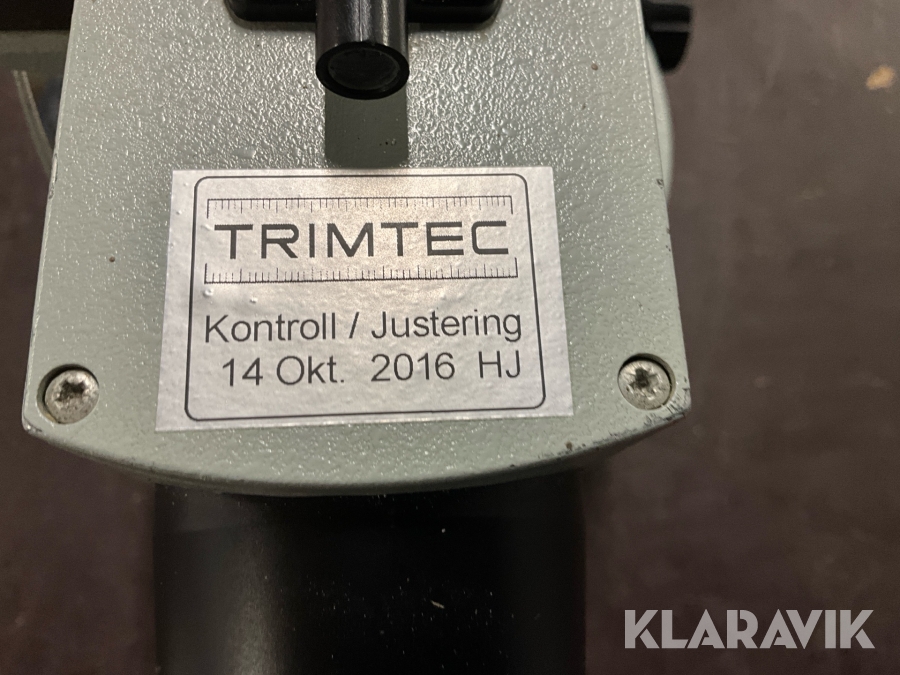 TRIMTEC
Kontroll / Justering
14 Okt. 2016 HJ
KLARAVIK